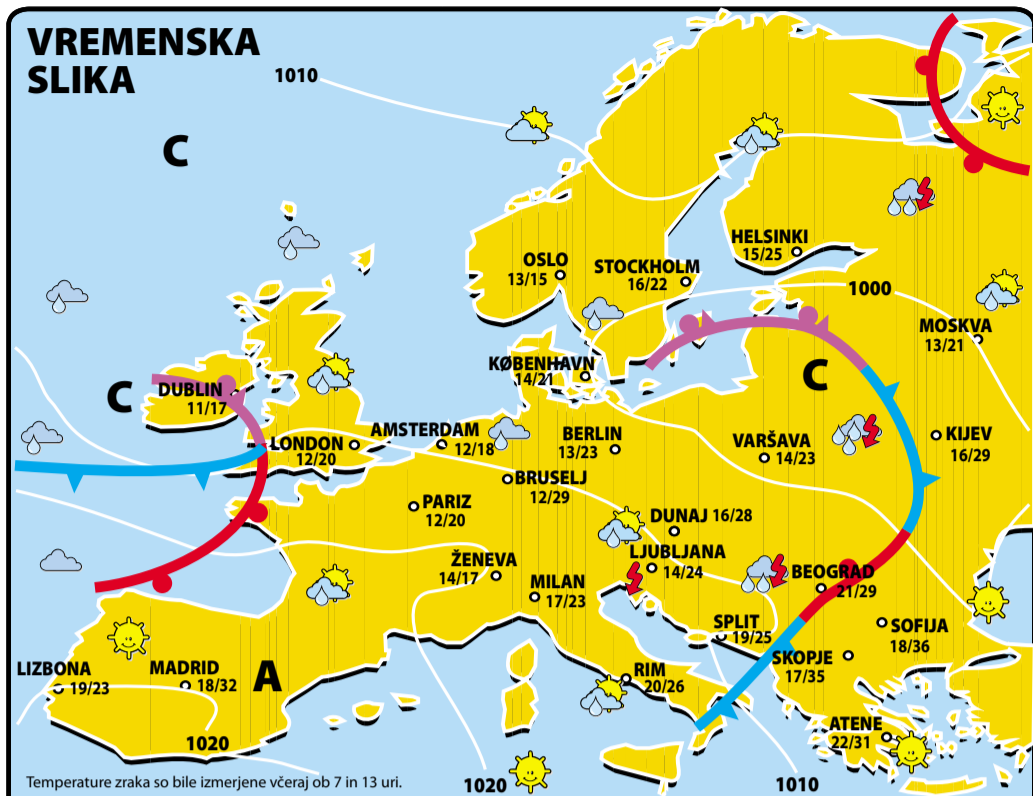 VREMENSKA
SLIKA
1010
C
HELSINKI
15/25
OSLO
13/15
STOCKHOLM
16/22
1000
MOSKVA
13/21
KØBENHAVN
14/21
C
DUBLIN
11/17
C
AMSTERDAM
12/18
LONDON
12/20
BERLIN
13/23
VARŠAVA
14/23
KIJEV
16/29
BRUSELJ
12/29
PARIZ
12/20
DUNAJ 16/28
LJUBLJANA
14/24
ŽENEVA
14/17
MILAN
17/23
BEOGRAD
21/29
SPLIT
19/25
SOFIJA
18/36
SKOPJE
17/35
LIZBONA
19/23
MADRID
18/32
A
RIM
20/26
ATENE
22/31
1020
Temperature zraka so bile izmerjene včeraj ob 7 in 13 uri.
1020
1010